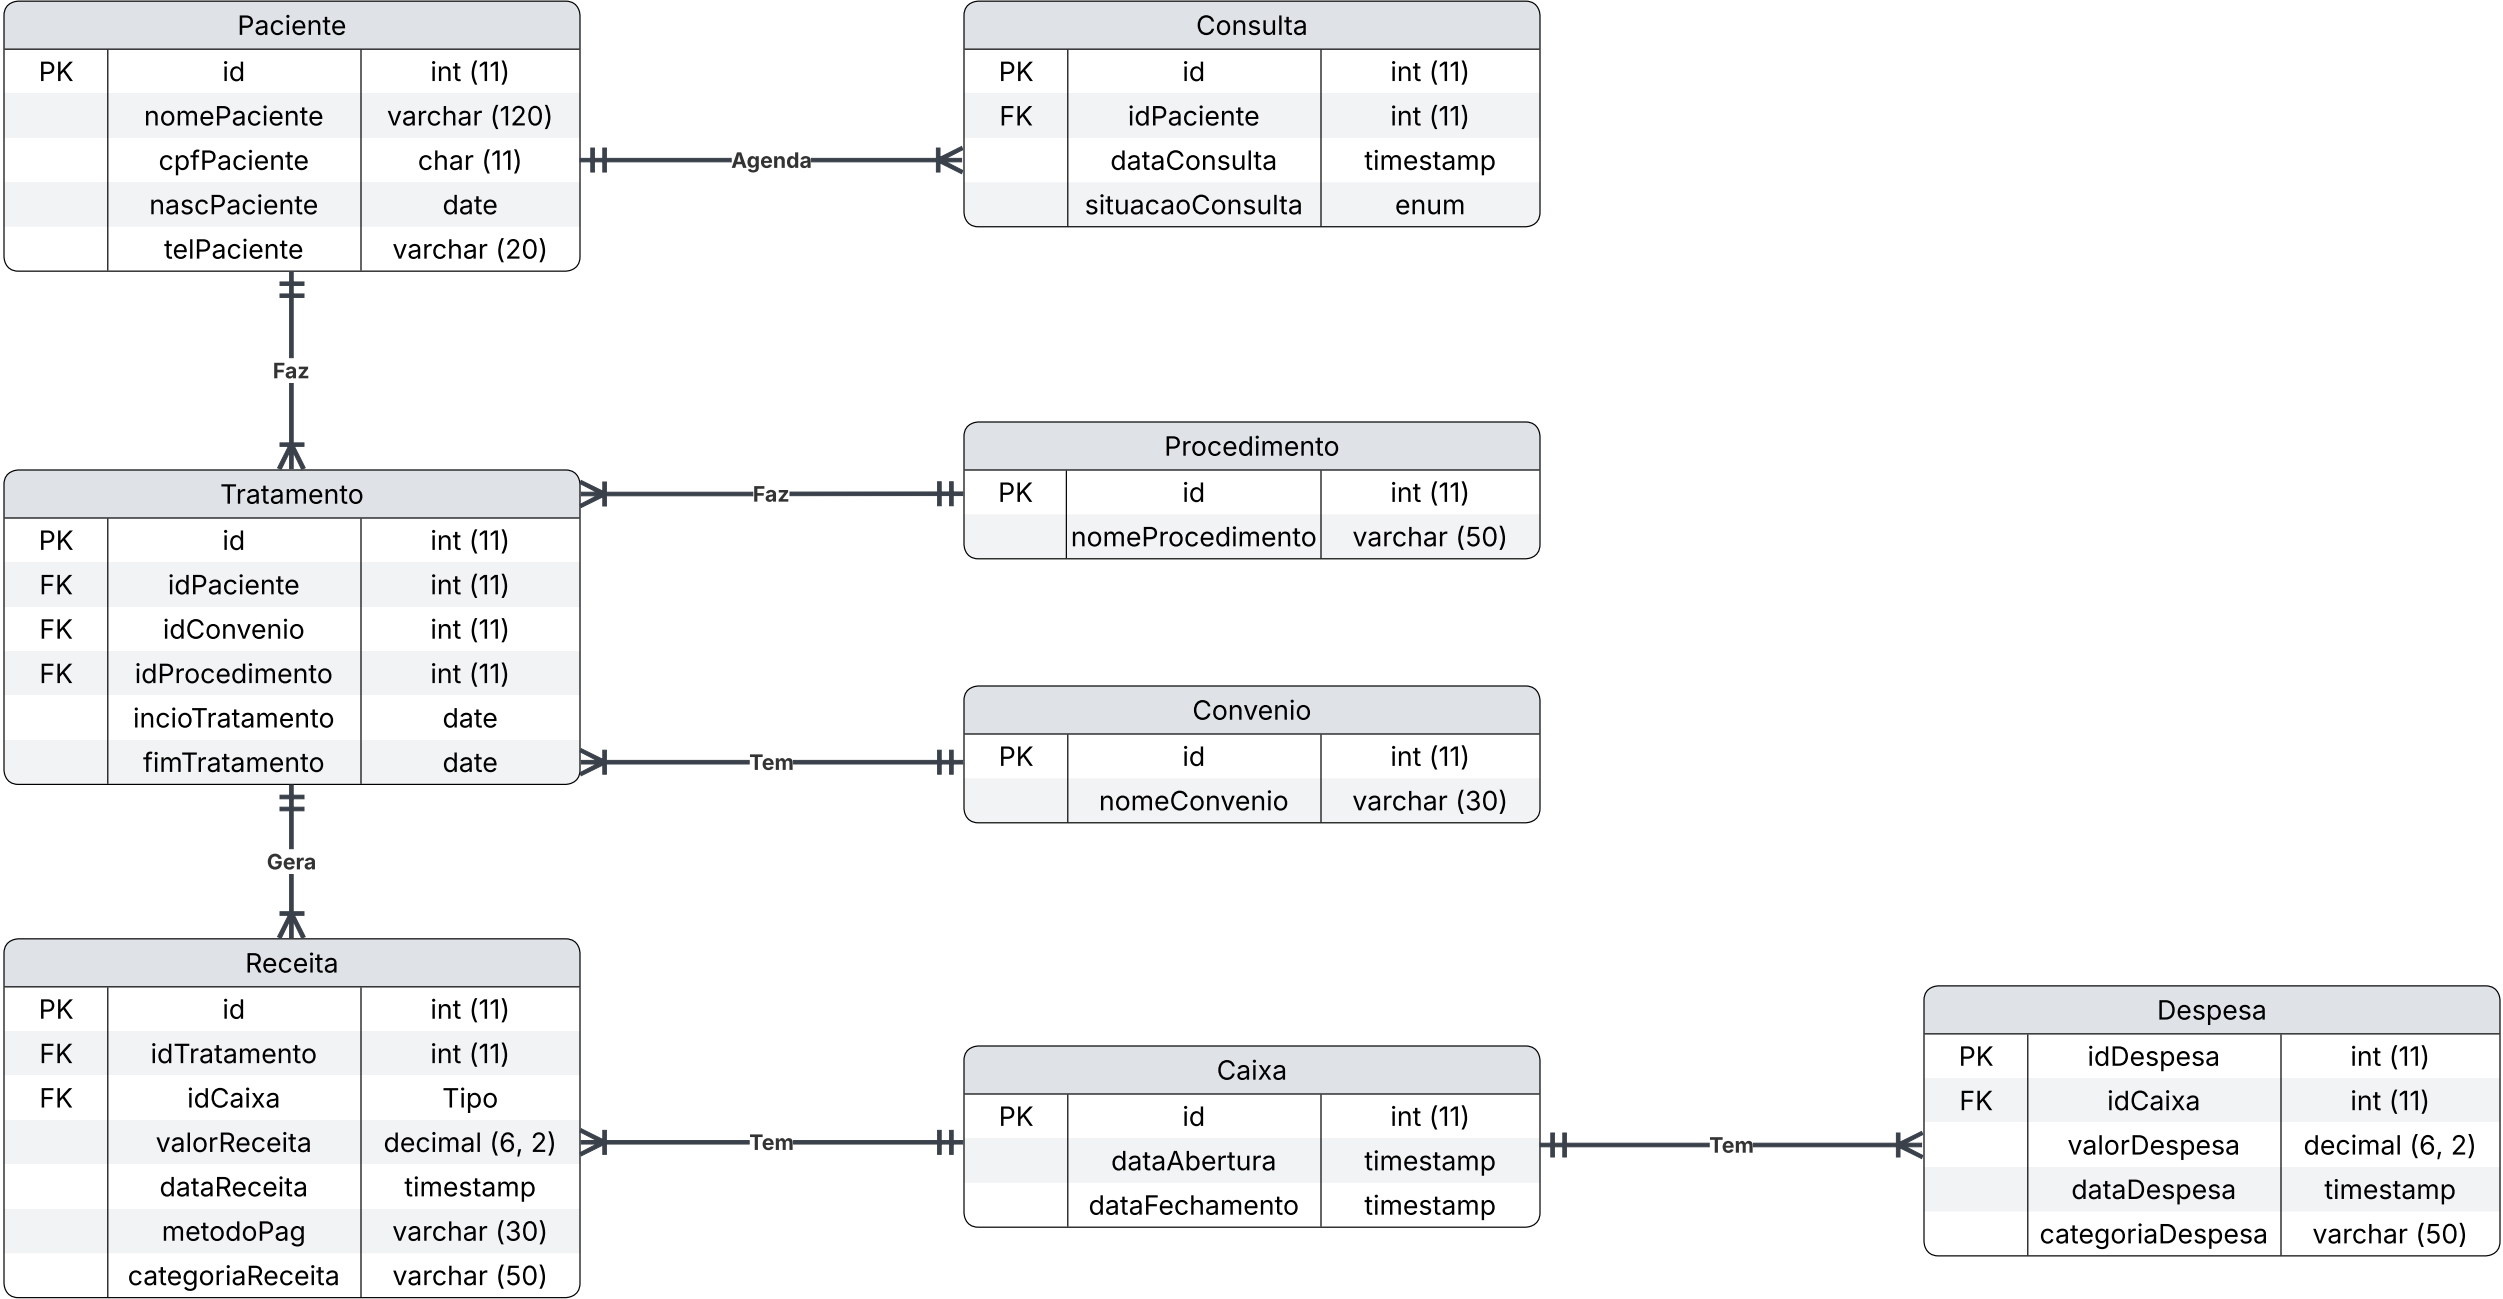 Paciente
PK id int (11)
nomePaciente varchar (120)
cpfPaciente char (11)
nascPaciente date
telPaciente varchar (20)
Agenda
Consulta
PK id int (11)
FK idPaciente int (11)
dataConsulta timestamp
situacaoConsulta enum
Faz
Tratamento
PK id int (11)
FK idPaciente int (11)
FK idConvenio int (11)
FK idProcedimento int (11)
incioTratamento date
fimTratamento date
Faz
Procedimento
PK id int (11)
nomeProcedimento varchar (50)
Tem
Convenio
PK id int (11)
nomeConvenio varchar (30)
Gera
Receita
PK id int (11)
FK idTratamento int (11)
FK idCaixa Tipo
valorReceita decimal (6, 2)
dataReceita timestamp
metodoPag varchar (30)
categoriaReceita varchar (50)
Tem
Caixa
PK id int (11)
dataAbertura timestamp
dataFechamento timestamp
Tem
Despesa
PK idDespesa int (11)
FK idCaixa int (11)
valorDespesa decimal (6, 2)
dataDespesa timestamp
categoriaDespesa varchar (50)